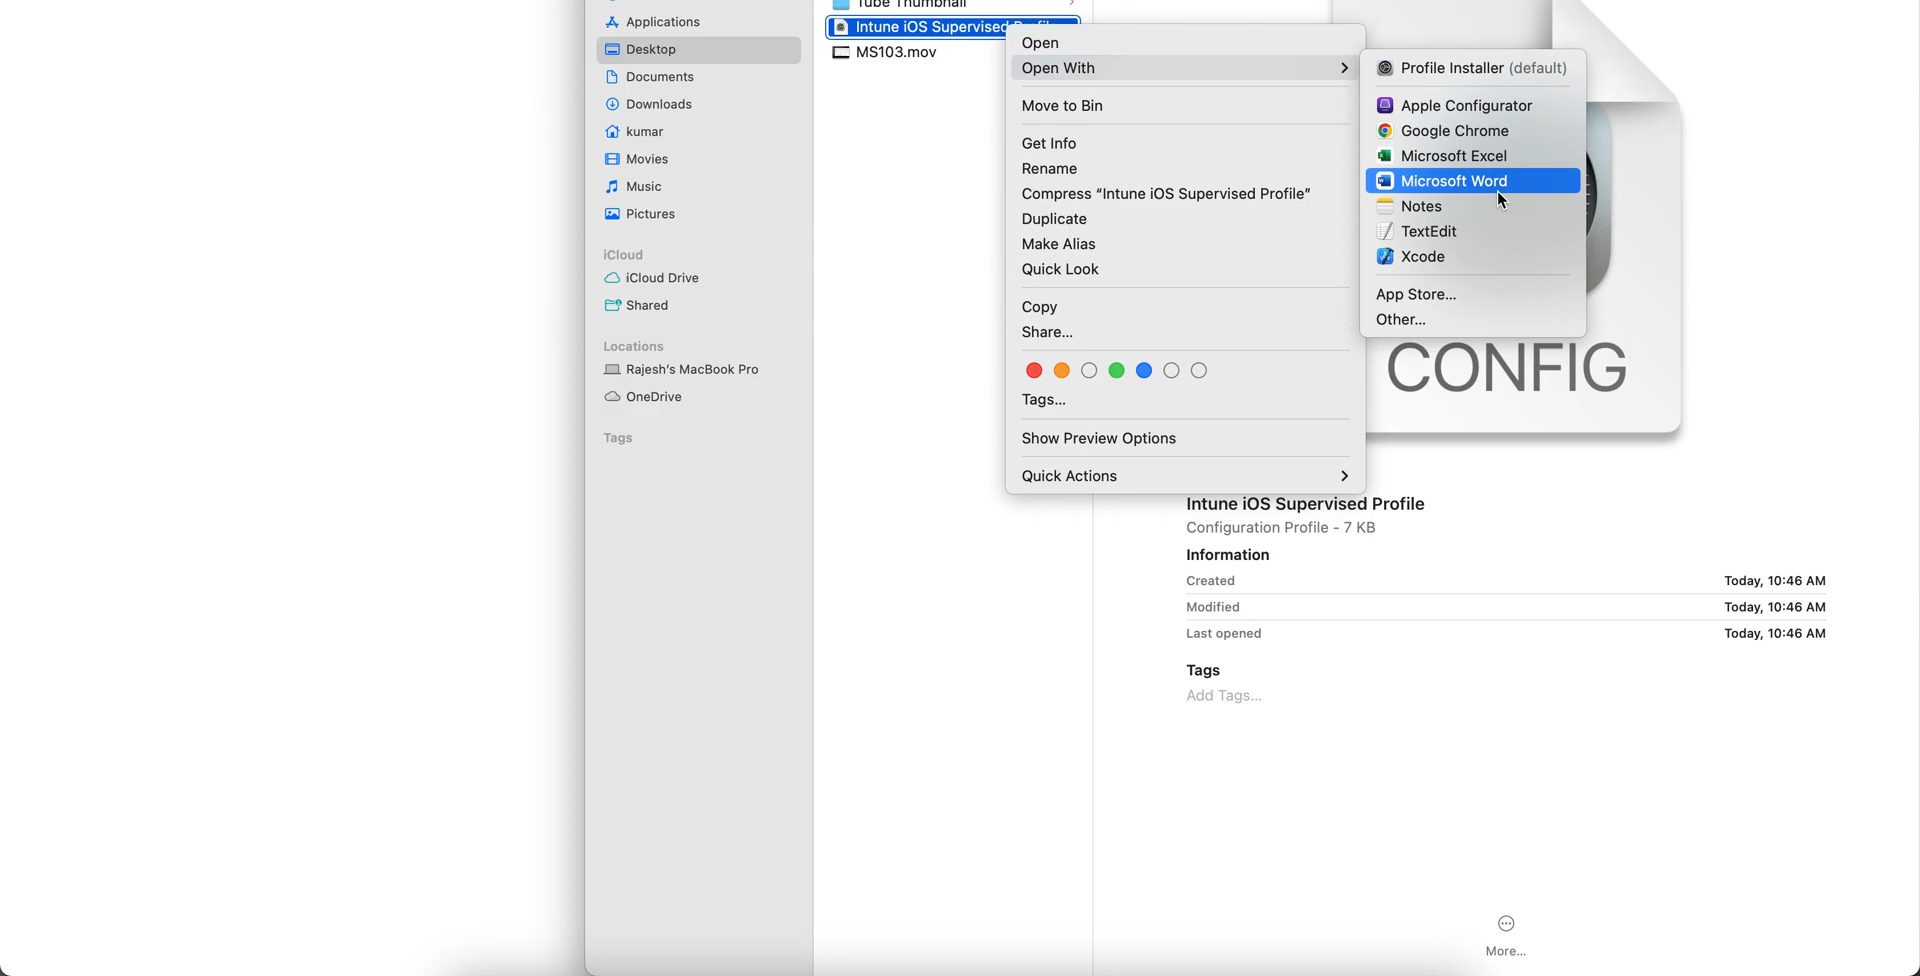 Applications
Desktop
Documents
Downloads
kumar
Movies
Music
Pictures
iCloud
iCloud Drive
Shared
Locations
Rajesh's MacBook Pro
OneDrive
Tags
Tube Thumbnail
Intune iOS Supervised Profile
MS103.mov
Open
Open With
Move to Bin
Get Info
Rename
Compress “Intune iOS Supervised Profile”
Duplicate
Make Alias
Quick Look
Copy
Share...
Tags...
Show Preview Options
Quick Actions
Profile Installer (default)
Apple Configurator
Google Chrome
Microsoft Excel
Microsoft Word
Notes
TextEdit
Xcode
App Store...
Other...
CONFIG
Intune iOS Supervised Profile
Configuration Profile - 7 KB
Information
Created Today, 10:46 AM
Modified Today, 10:46 AM
Last opened Today, 10:46 AM
Tags
Add Tags...
More...